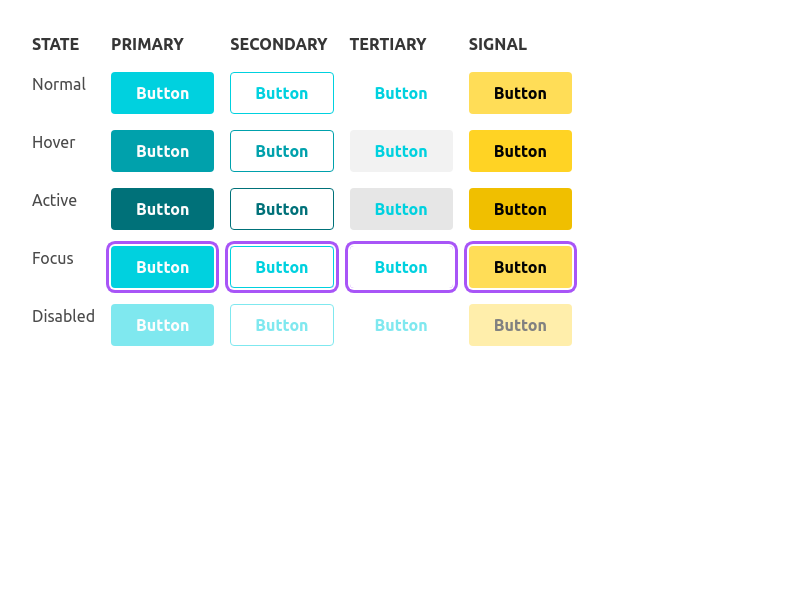 STATE PRIMARY SECONDARY TERTIARY SIGNAL
Normal Button Button Button Button
Hover Button Button Button Button
Active Button Button Button Button
Focus Button Button Button Button
Disabled Button Button Button Button